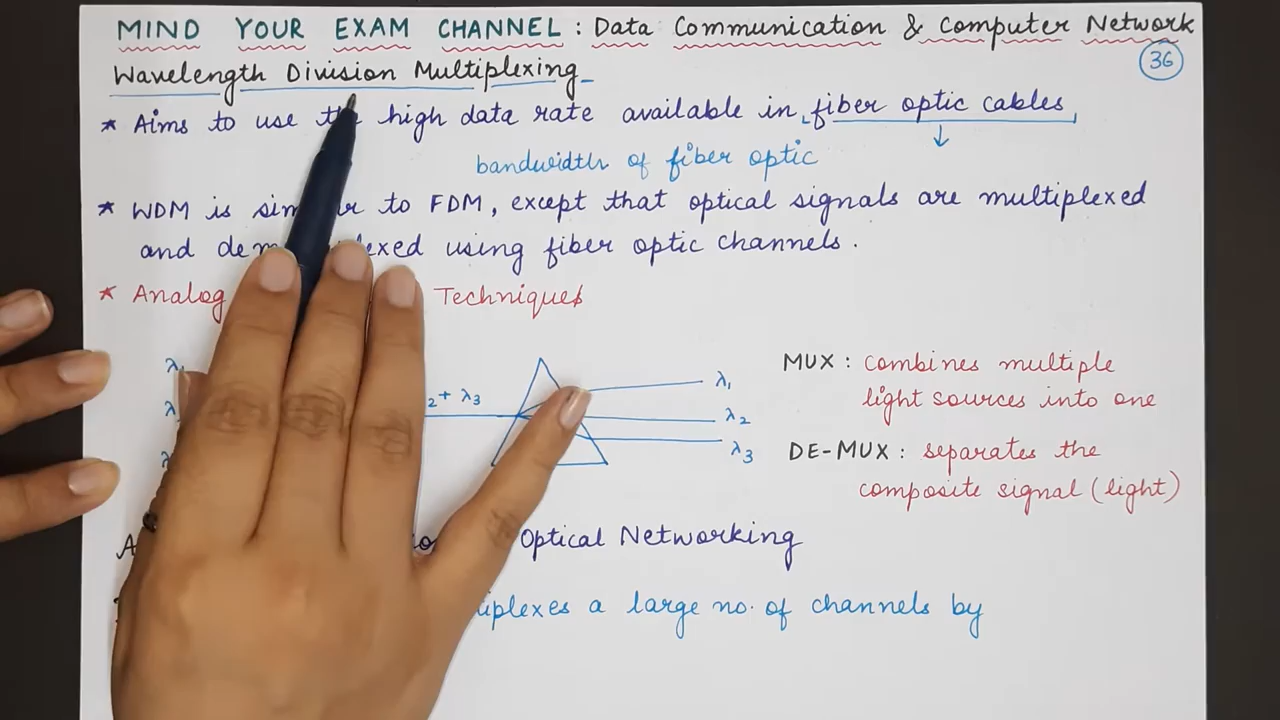 MIND YOUR EXAM CHANNEL : Data Communication & Computer Network
36
Wavelength Division Multiplexing
* Aims to use the high data rate available in fiber optic cables
bandwidth of fiber optic
* WDM is similar to FDM, except that optical signals are multiplexed
and demultiplexed using fiber optic channels.
* Analog Techniques
λ1
2 + λ3
λ1
λ2
λ3
MUX : combines multiple
light sources into one
DE-MUX : separates the
composite signal (light)
Optical Networking
a large no. of channels by